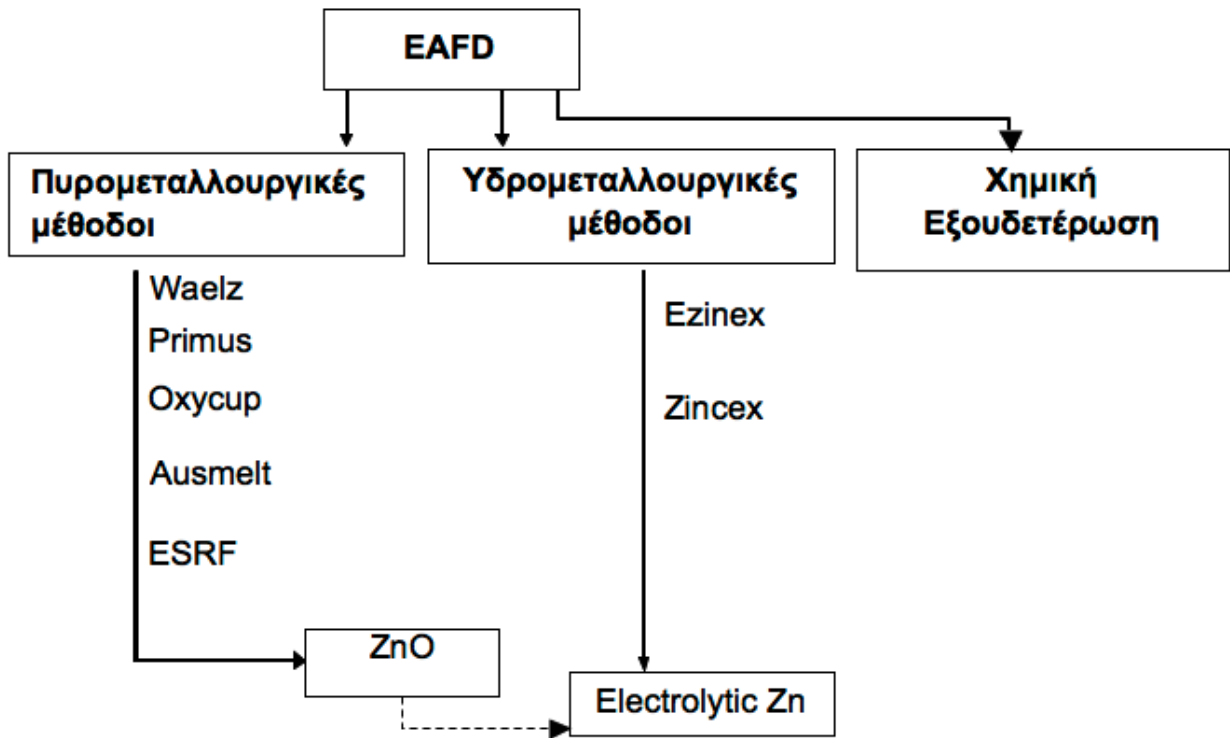 EAFD
Πυρομεταλλουργικές
μέθοδοι
Υδρομεταλλουργικές
μέθοδοι
Χημική
Εξουδετέρωση
Waelz
Primus
Oxycup
Ausmelt
ESRF
Ezinex
Zincex
ZnO
Electrolytic Zn